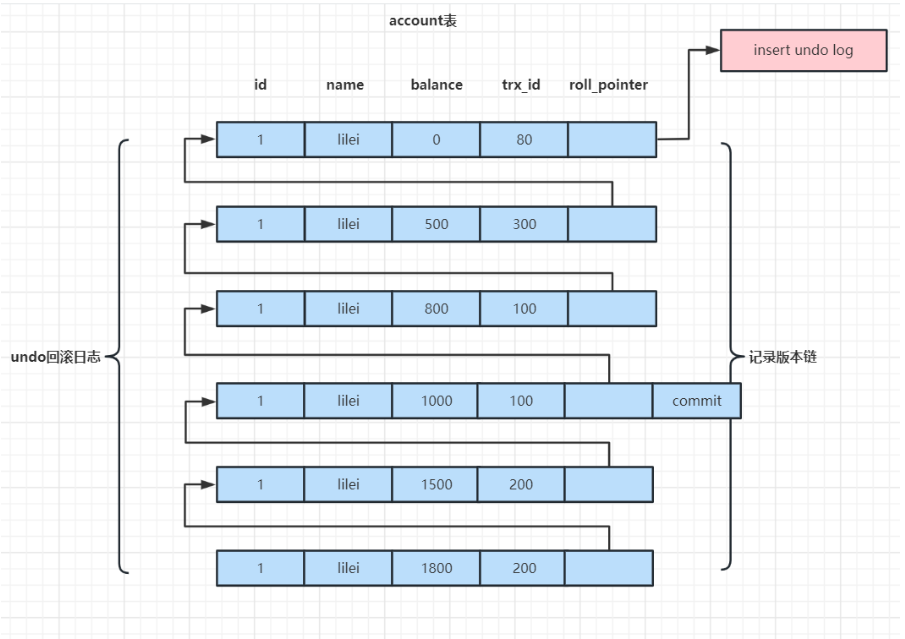 account表
insert undo log
id name balance trx_id roll_pointer
1 lilei 0 80
1 lilei 500 300
1 lilei 800 100
undo回滚日志
记录版本链
1 lilei 1000 100 commit
1 lilei 1500 200
1 lilei 1800 200